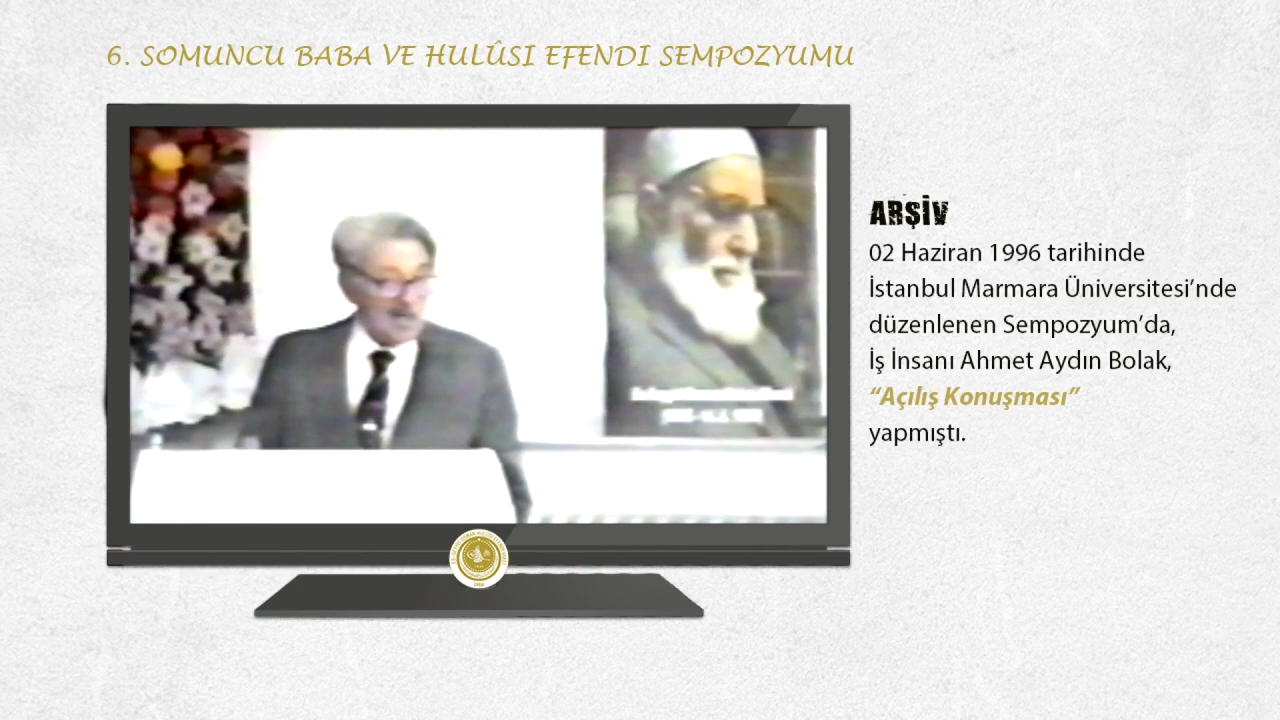 6. SOMUNCU BABA VE HULÛSI EFENDI SEMPOZYUMU
ARŞİV
02 Haziran 1996 tarihinde
İstanbul Marmara Üniversitesi’nde
düzenlenen Sempozyum’da,
İş İnsanı Ahmet Aydın Bolak,
“Açılış Konuşması”
yapmıştı.